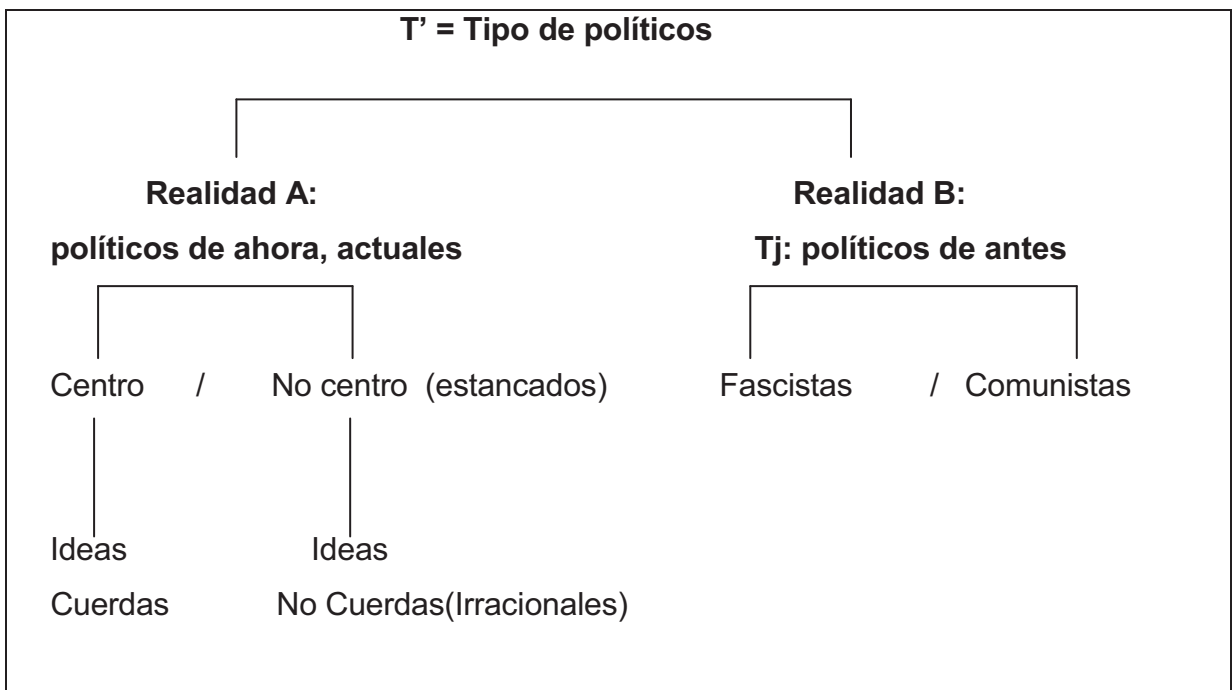 T’ = Tipo de políticos
Realidad A:
Realidad B:
políticos de ahora, actuales
Tj: políticos de antes
Centro / No centro (estancados)
Fascistas / Comunistas
Ideas
Ideas
Cuerdas
No Cuerdas(Irracionales)